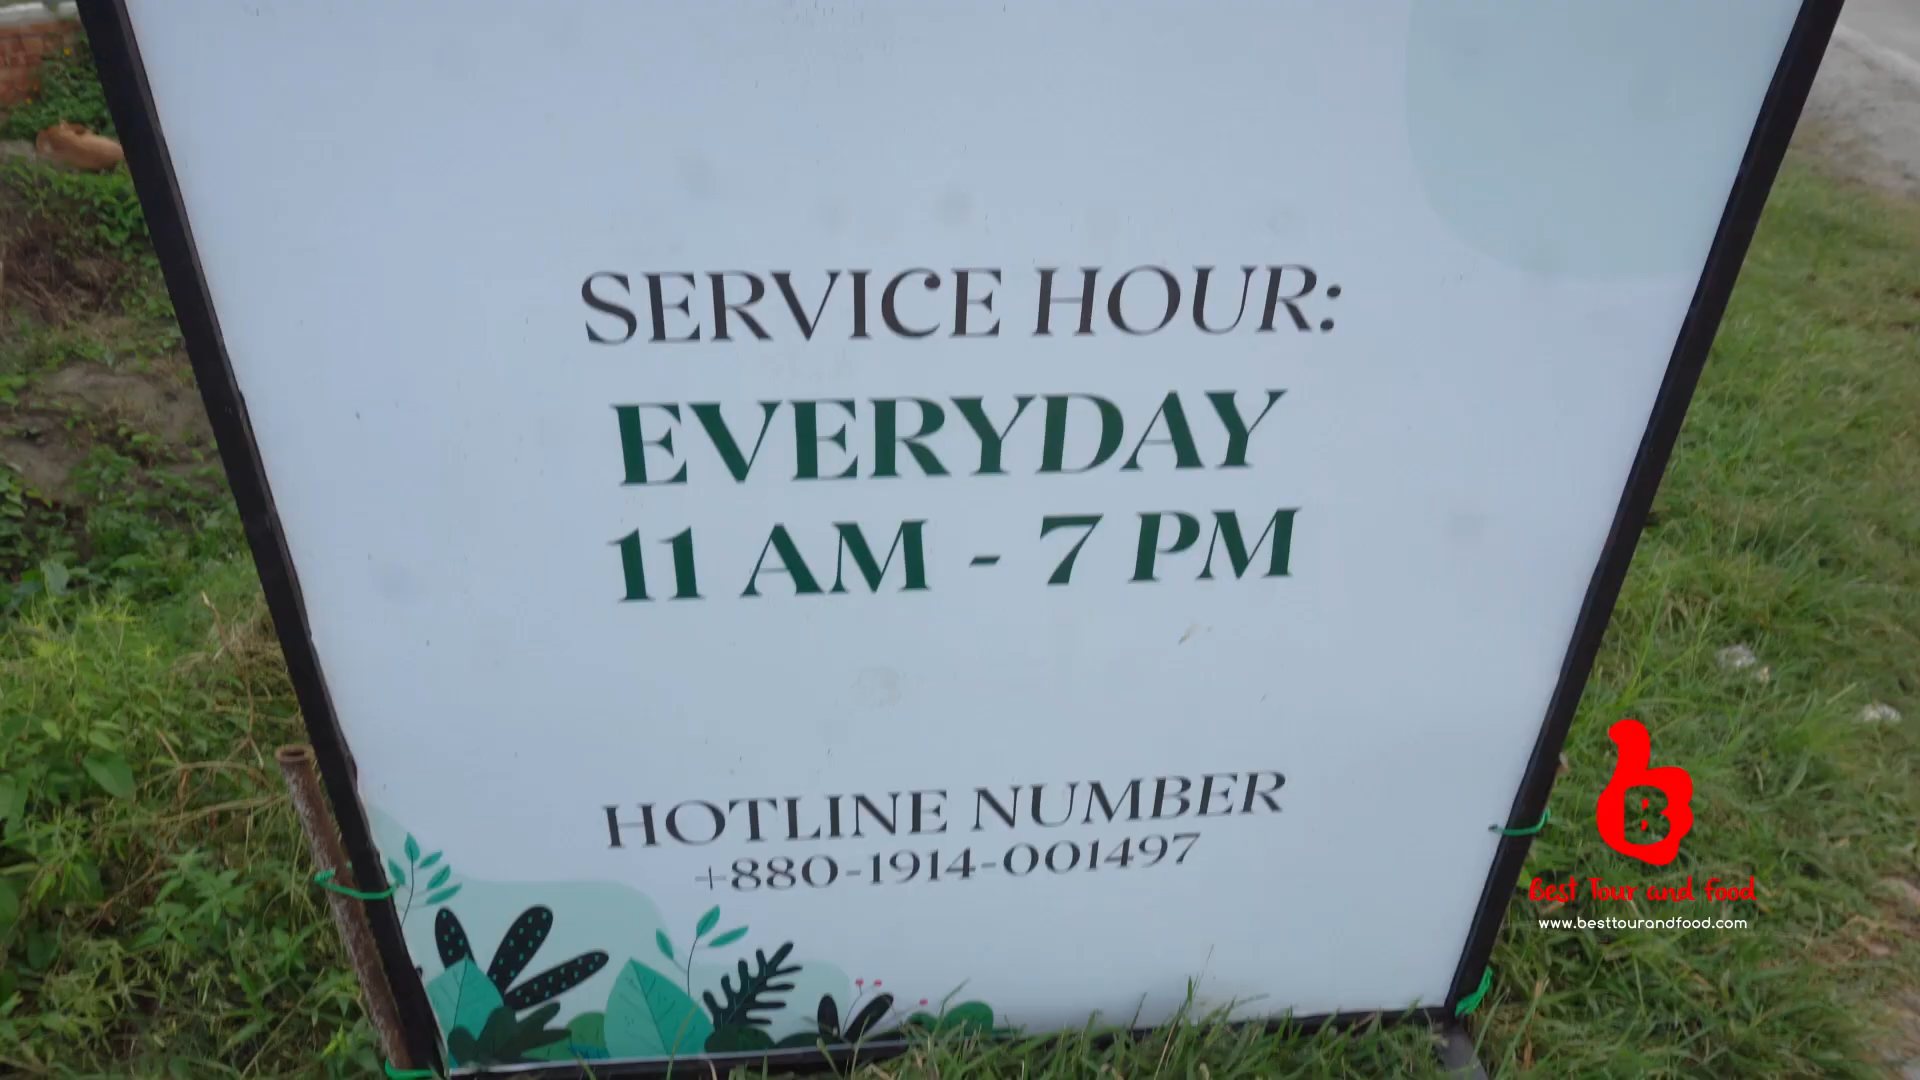 SERVICE HOUR:
EVERYDAY
11 AM - 7 PM
HOTLINE NUMBER
+880-1914-001497
B
Best Tour and food
www.besttourandfood.com